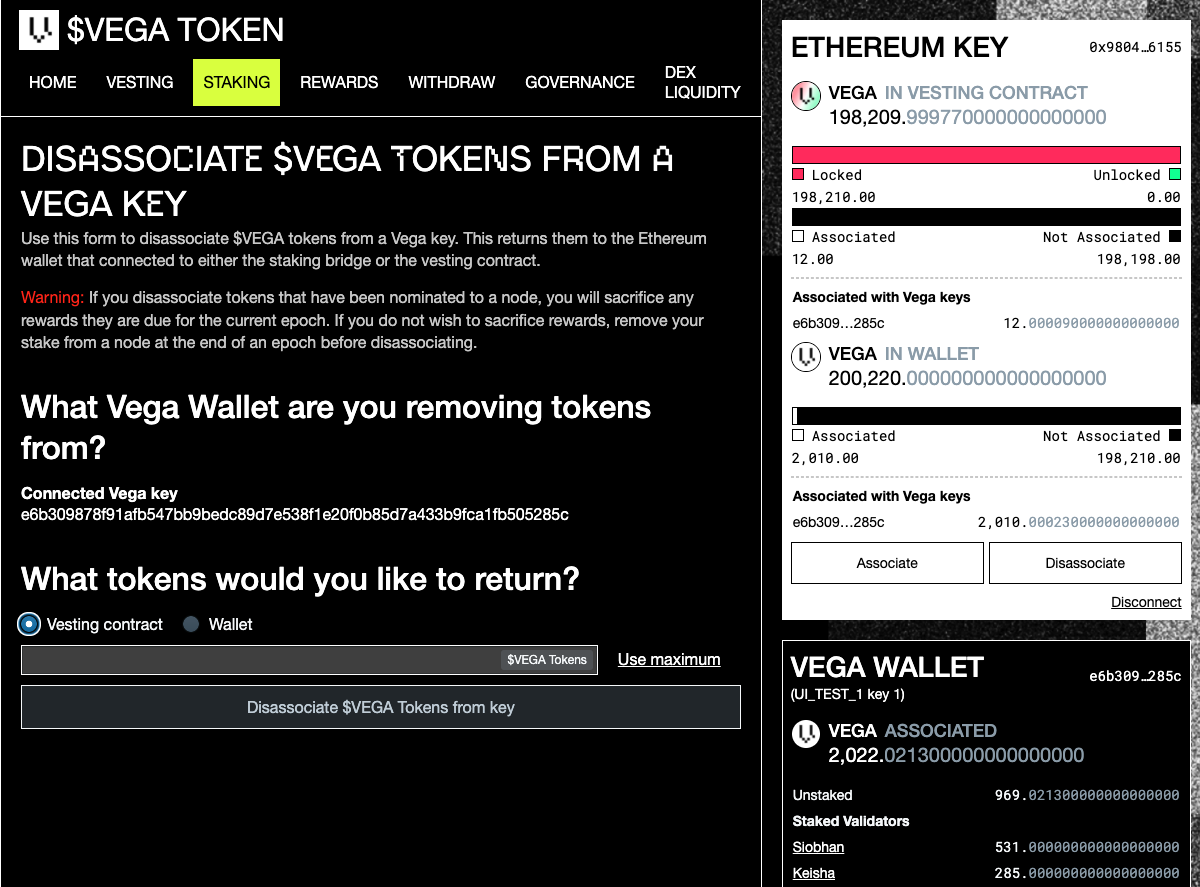 $VEGA TOKEN
HOME VESTING STAKING REWARDS WITHDRAW GOVERNANCE DEX LIQUIDITY
DISASSOCIATE $VEGA TOKENS FROM A
VEGA KEY
Use this form to disassociate $VEGA tokens from a Vega key. This returns them to the Ethereum
wallet that connected to either the staking bridge or the vesting contract.
Warning: If you disassociate tokens that have been nominated to a node, you will sacrifice any
rewards they are due for the current epoch. If you do not wish to sacrifice rewards, remove your
stake from a node at the end of an epoch before disassociating.
What Vega Wallet are you removing tokens
from?
Connected Vega key
e6b309878f91afb547bb9bedc89d7e538f1e20f0b85d7a433b9fca1fb505285c
What tokens would you like to return?
Vesting contract Wallet
$VEGA Tokens Use maximum
Disassociate $VEGA Tokens from key
ETHEREUM KEY 0x9804…6155
VEGA IN VESTING CONTRACT
198,209.999770000000000000
Locked Unlocked
198,210.00 0.00
Associated Not Associated
12.00 198,198.00
Associated with Vega keys
e6b309…285c 12.000090000000000000
VEGA IN WALLET
200,220.000000000000000000
Associated Not Associated
2,010.00 198,210.00
Associated with Vega keys
e6b309…285c 2,010.000230000000000000
Associate Disassociate
Disconnect
VEGA WALLET e6b309…285c
(UI_TEST_1 key 1)
VEGA ASSOCIATED
2,022.021300000000000000
Unstaked 969.021300000000000000
Staked Validators
Siobhan 531.000000000000000000
Keisha 285.000000000000000000